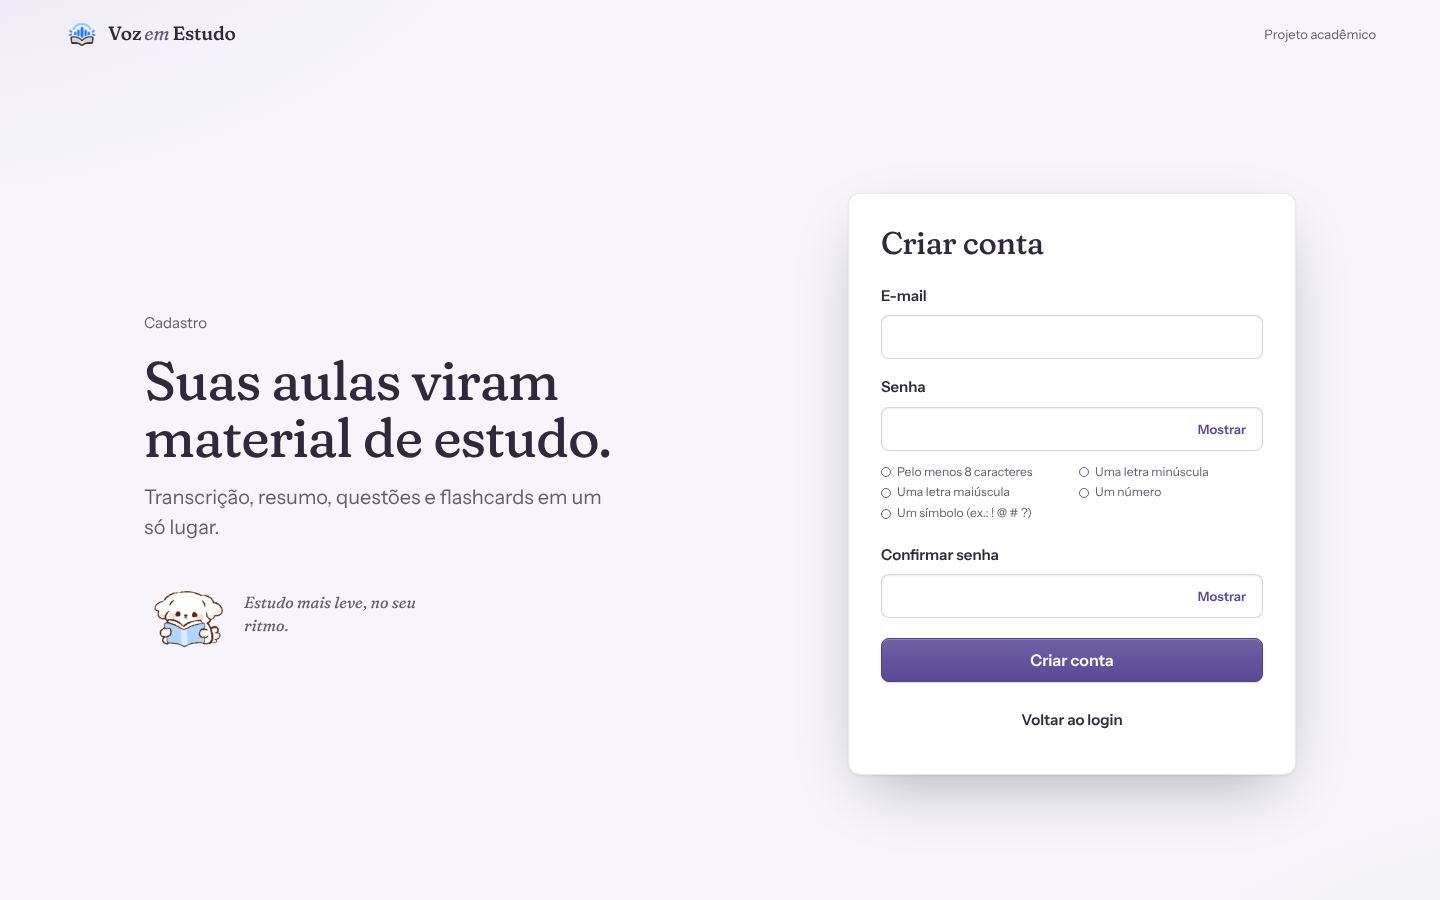 Voz em Estudo
Projeto acadêmico
Cadastro
Suas aulas viram
material de estudo.
Transcrição, resumo, questões e flashcards em um
só lugar.
Estudo mais leve, no seu
ritmo.
Criar conta
E-mail
Senha
Mostrar
Pelo menos 8 caracteres
Uma letra minúscula
Uma letra maiúscula
Um número
Um símbolo (ex.: ! @ # ?)
Confirmar senha
Mostrar
Criar conta
Voltar ao login